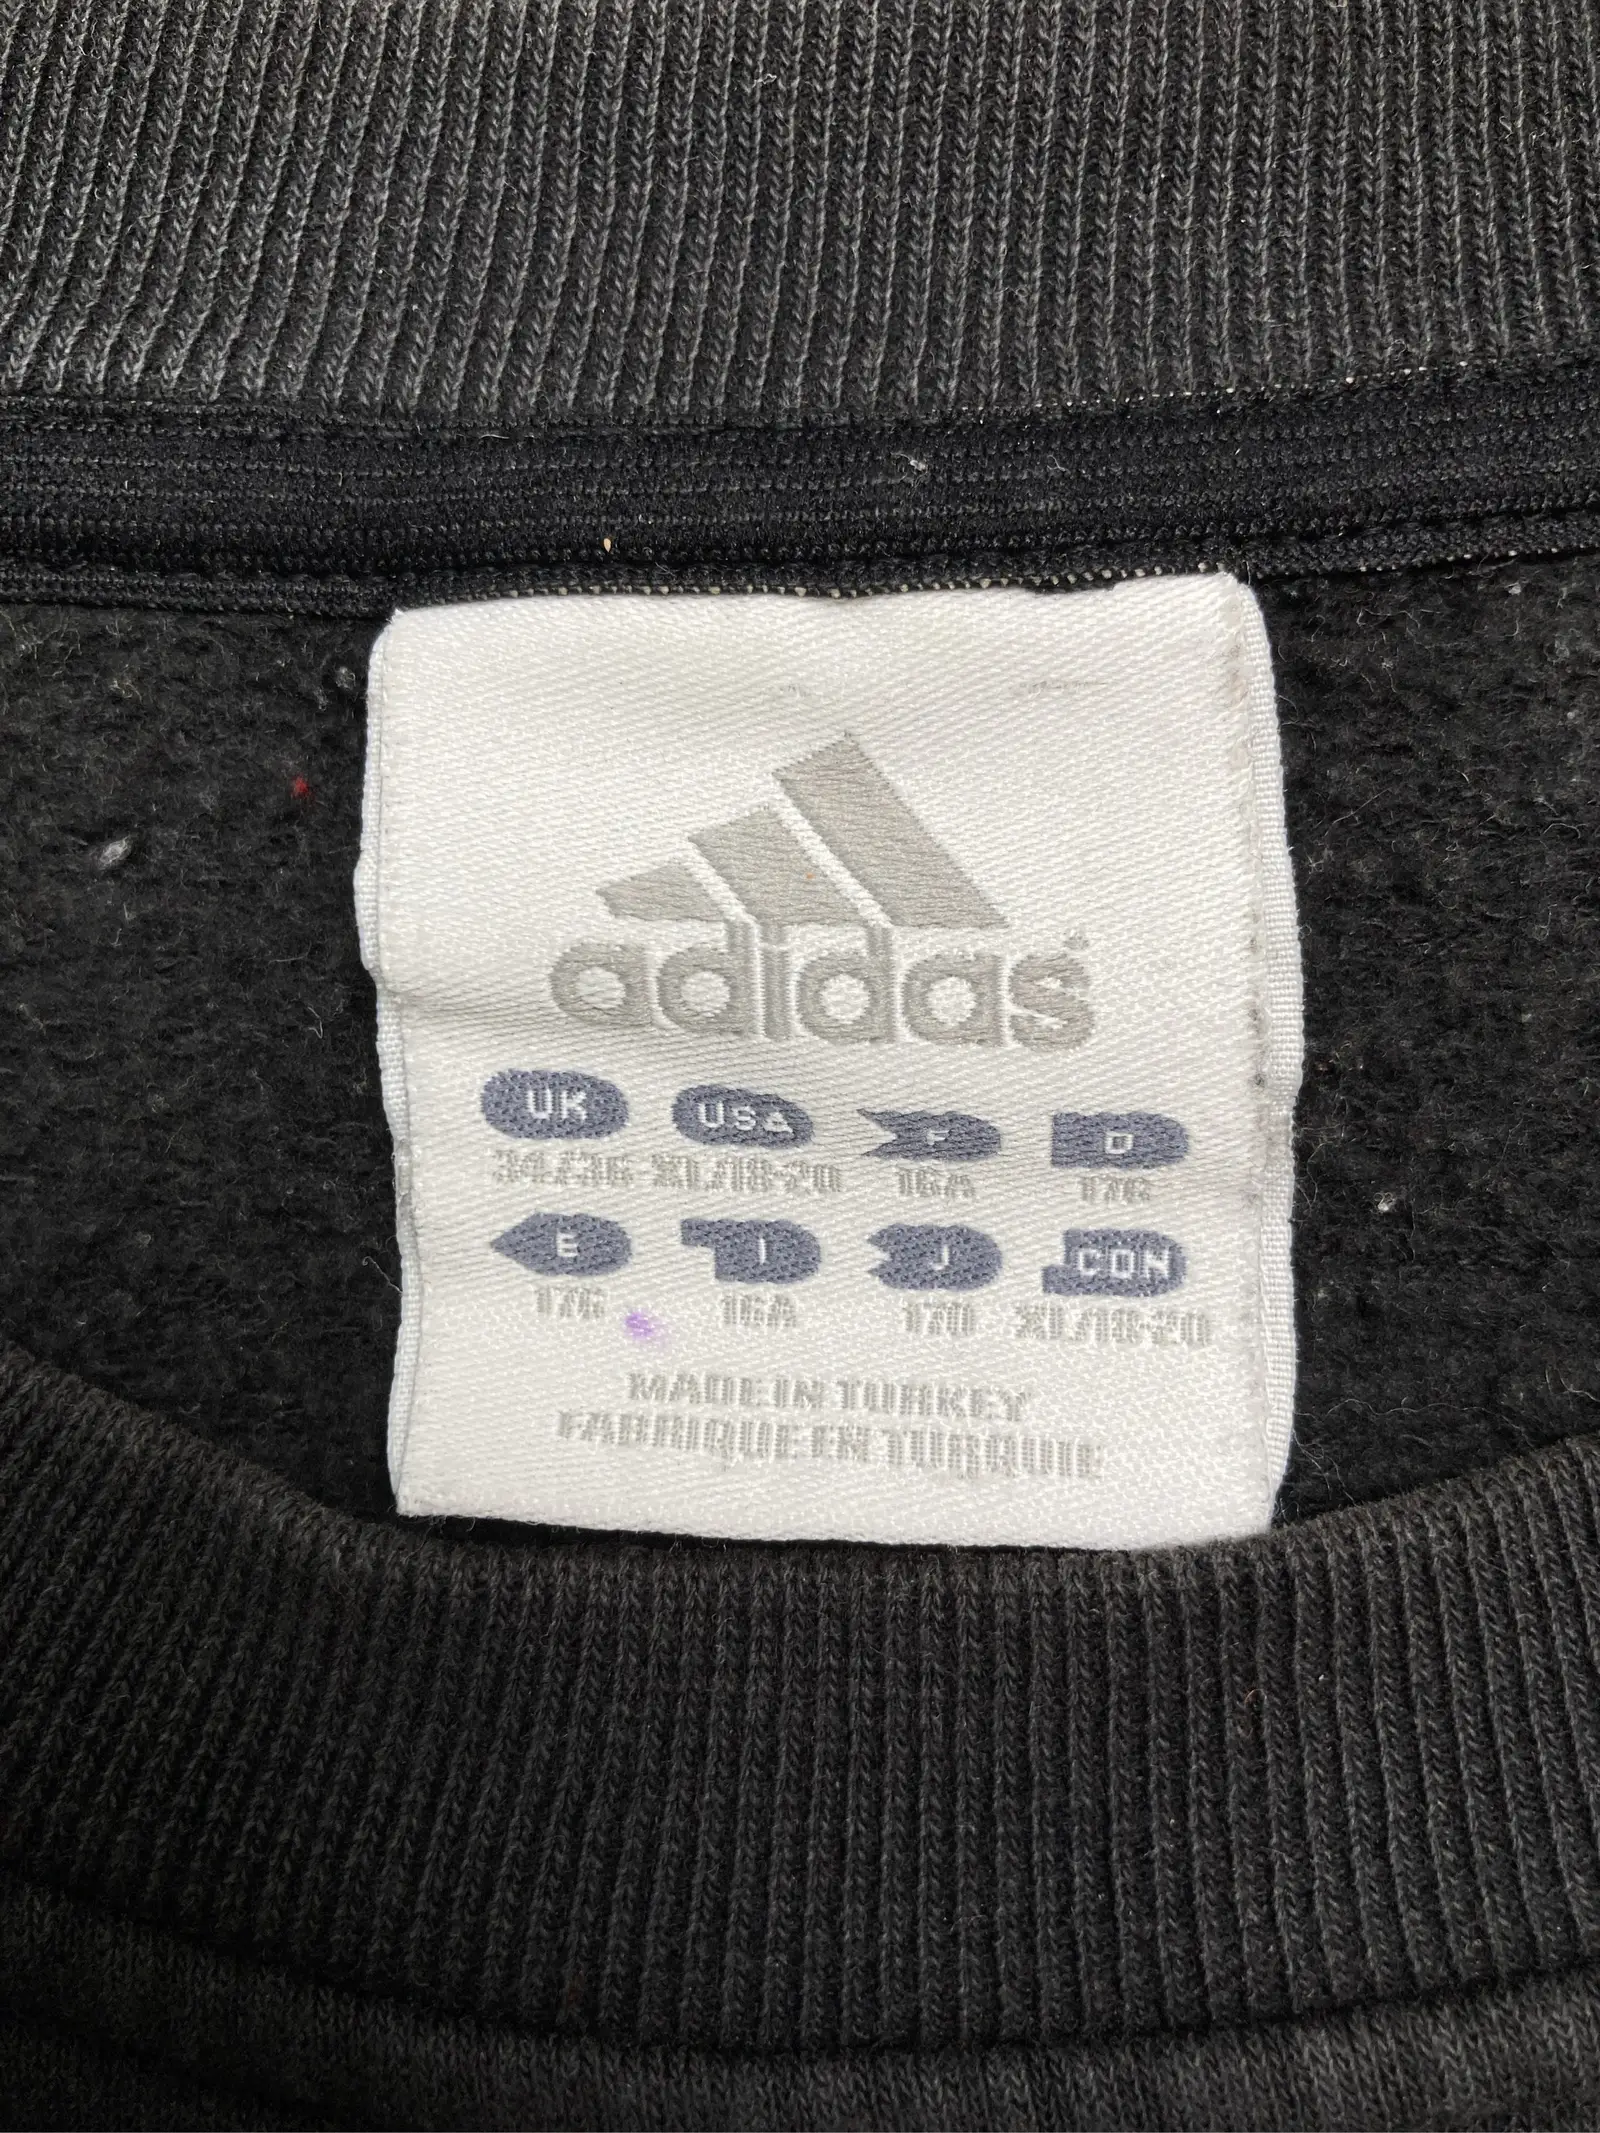 adidas®
UK USA F D
34/36 XL/18-20 16A 176
E I J CDN
176 16A 170 XL/18-20
MADE IN TURKEY
FABRIQUE EN TURQUIE